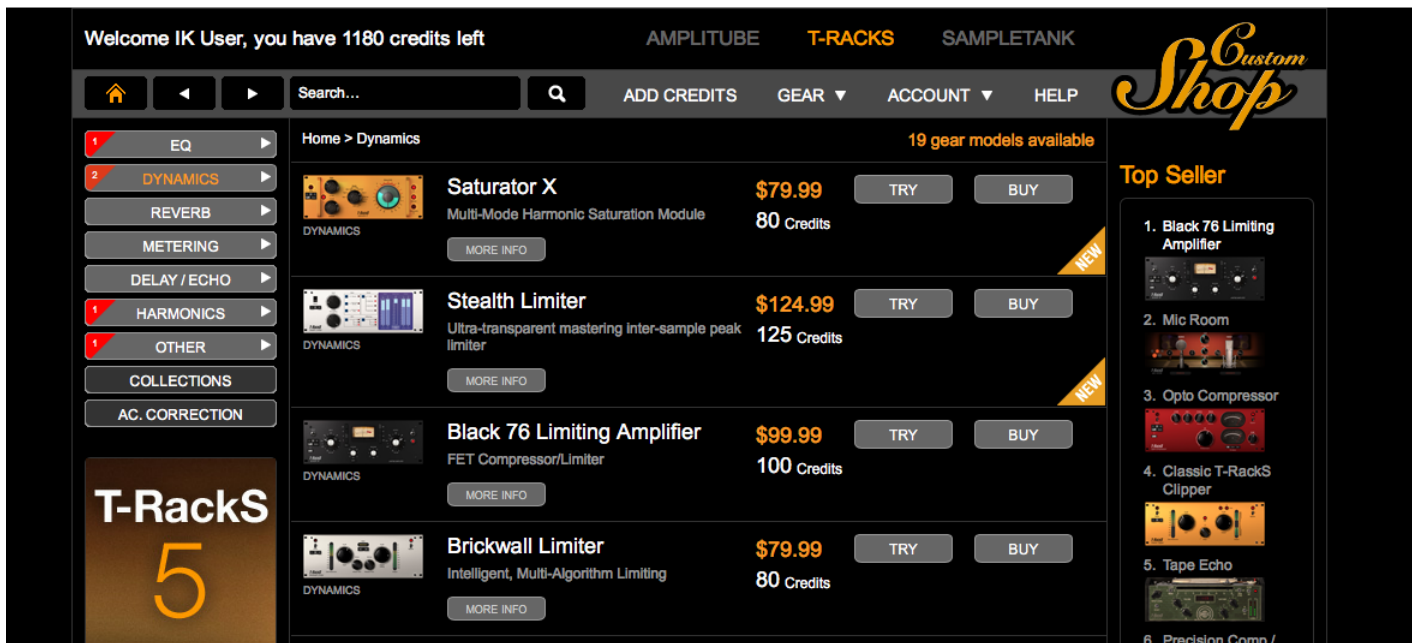 Welcome IK User, you have 1180 credits left
AMPLITUBE
T-RACKS
SAMPLETANK
Custom
Shop
Search...
ADD CREDITS
GEAR ▼
ACCOUNT ▼
HELP
1
EQ
2
DYNAMICS
REVERB
METERING
DELAY / ECHO
1
HARMONICS
1
OTHER
COLLECTIONS
AC. CORRECTION
T-RackS
5
Home > Dynamics
19 gear models available
DYNAMICS
Saturator X
Multi-Mode Harmonic Saturation Module
MORE INFO
$79.99
80 Credits
TRY
BUY
NEW
DYNAMICS
Stealth Limiter
Ultra-transparent mastering inter-sample peak
limiter
MORE INFO
$124.99
125 Credits
TRY
BUY
NEW
DYNAMICS
Black 76 Limiting Amplifier
FET Compressor/Limiter
MORE INFO
$99.99
100 Credits
TRY
BUY
DYNAMICS
Brickwall Limiter
Intelligent, Multi-Algorithm Limiting
MORE INFO
$79.99
80 Credits
TRY
BUY
Top Seller
1. Black 76 Limiting
Amplifier
2. Mic Room
3. Opto Compressor
4. Classic T-RackS
Clipper
5. Tape Echo
6. Precision Comp /